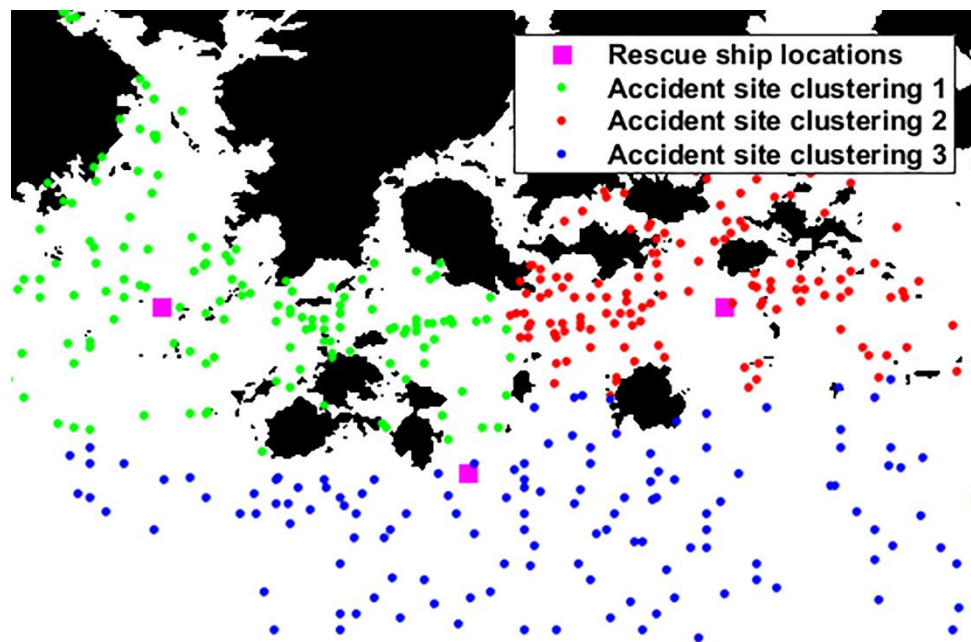 Rescue ship locations
Accident site clustering 1
Accident site clustering 2
Accident site clustering 3